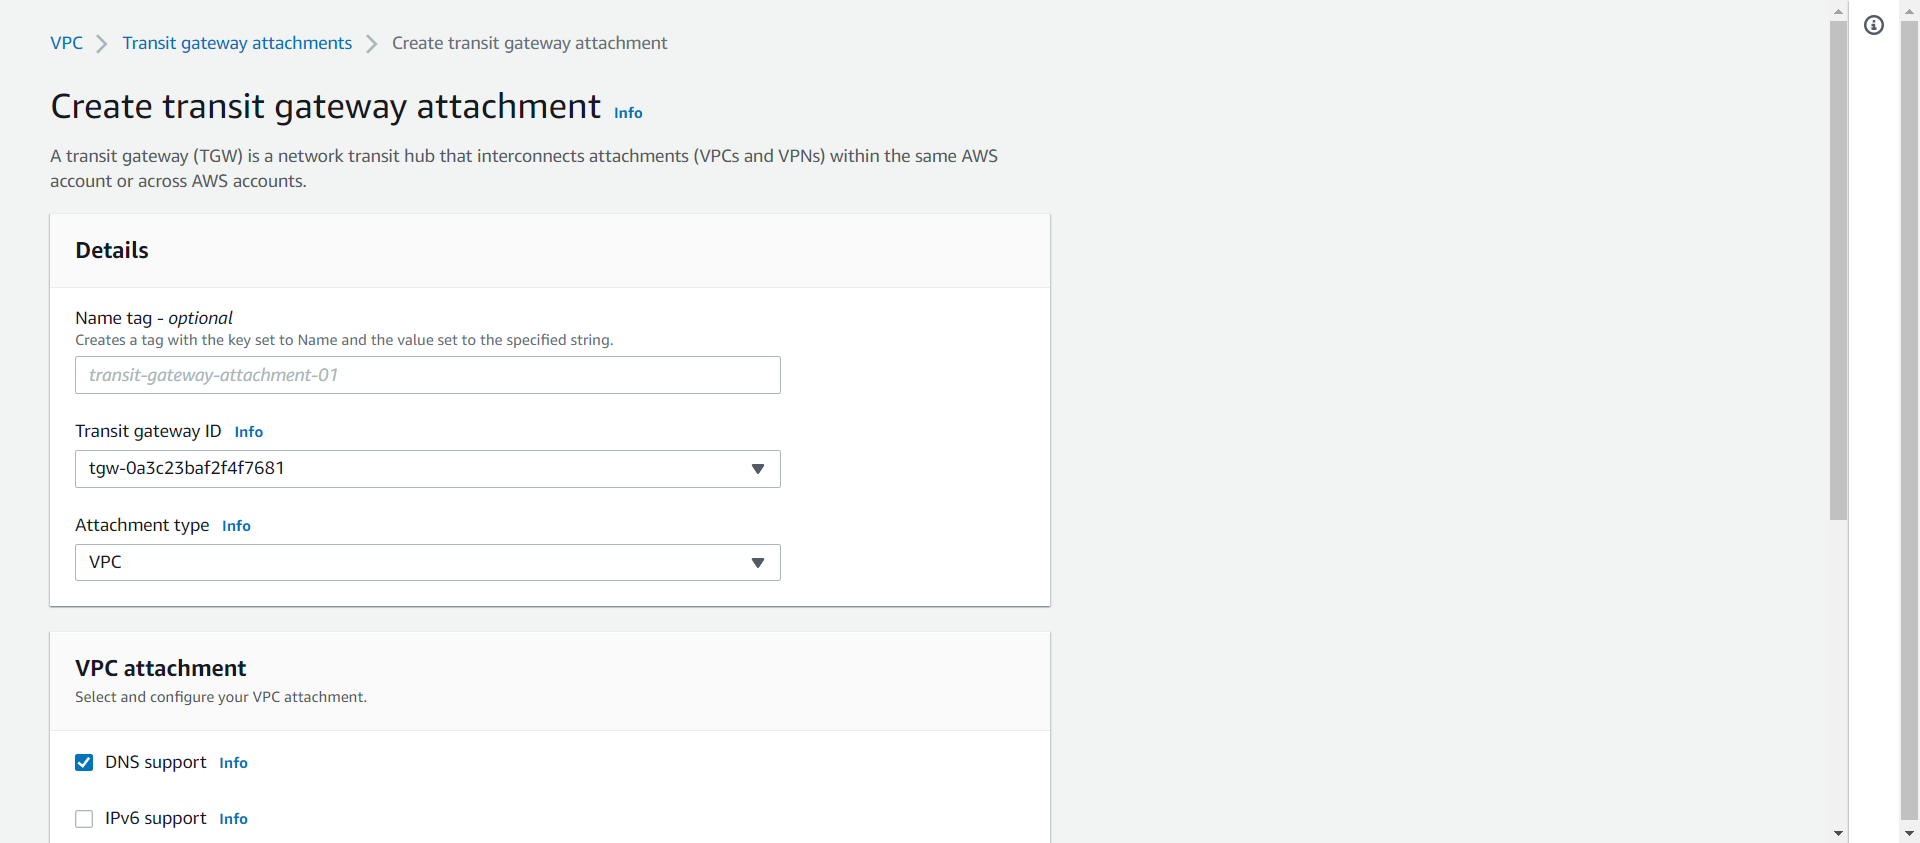 VPC > Transit gateway attachments > Create transit gateway attachment
Create transit gateway attachment Info
A transit gateway (TGW) is a network transit hub that interconnects attachments (VPCs and VPNs) within the same AWS
account or across AWS accounts.
Details
Name tag - optional
Creates a tag with the key set to Name and the value set to the specified string.
transit-gateway-attachment-01
Transit gateway ID Info
tgw-0a3c23baf2f4f7681
Attachment type Info
VPC
VPC attachment
Select and configure your VPC attachment.
DNS support Info
IPv6 support Info